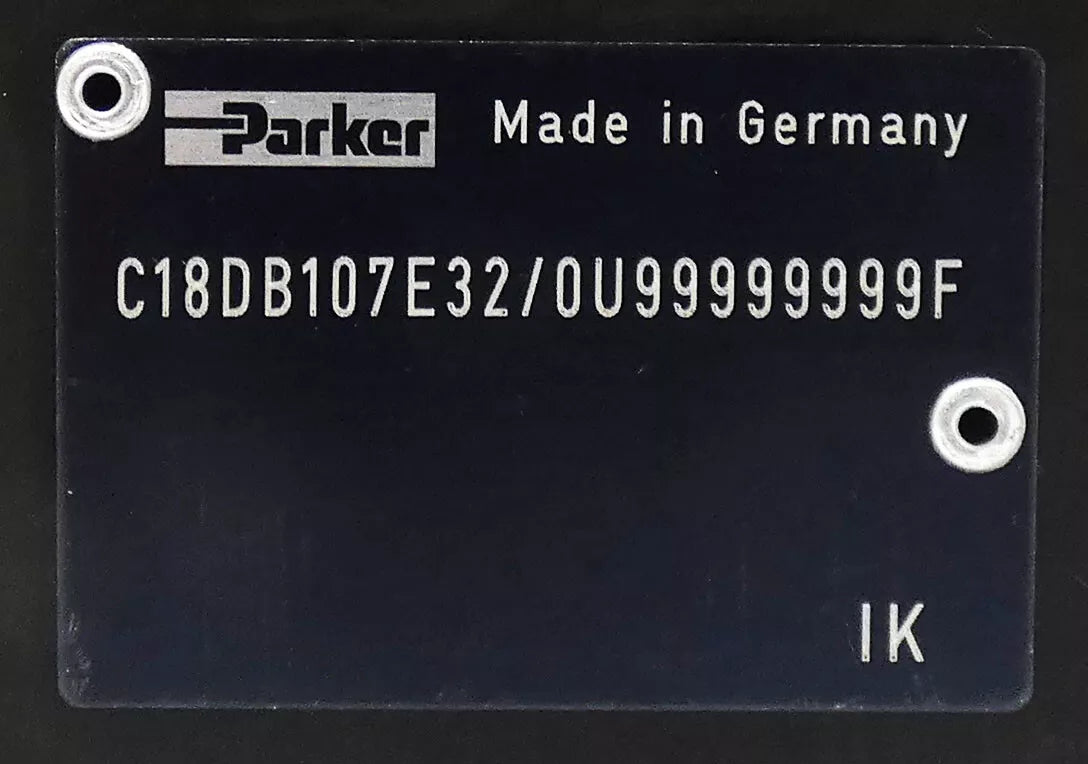 Parker Made in Germany
C18DB107E32/0U99999999F
IK